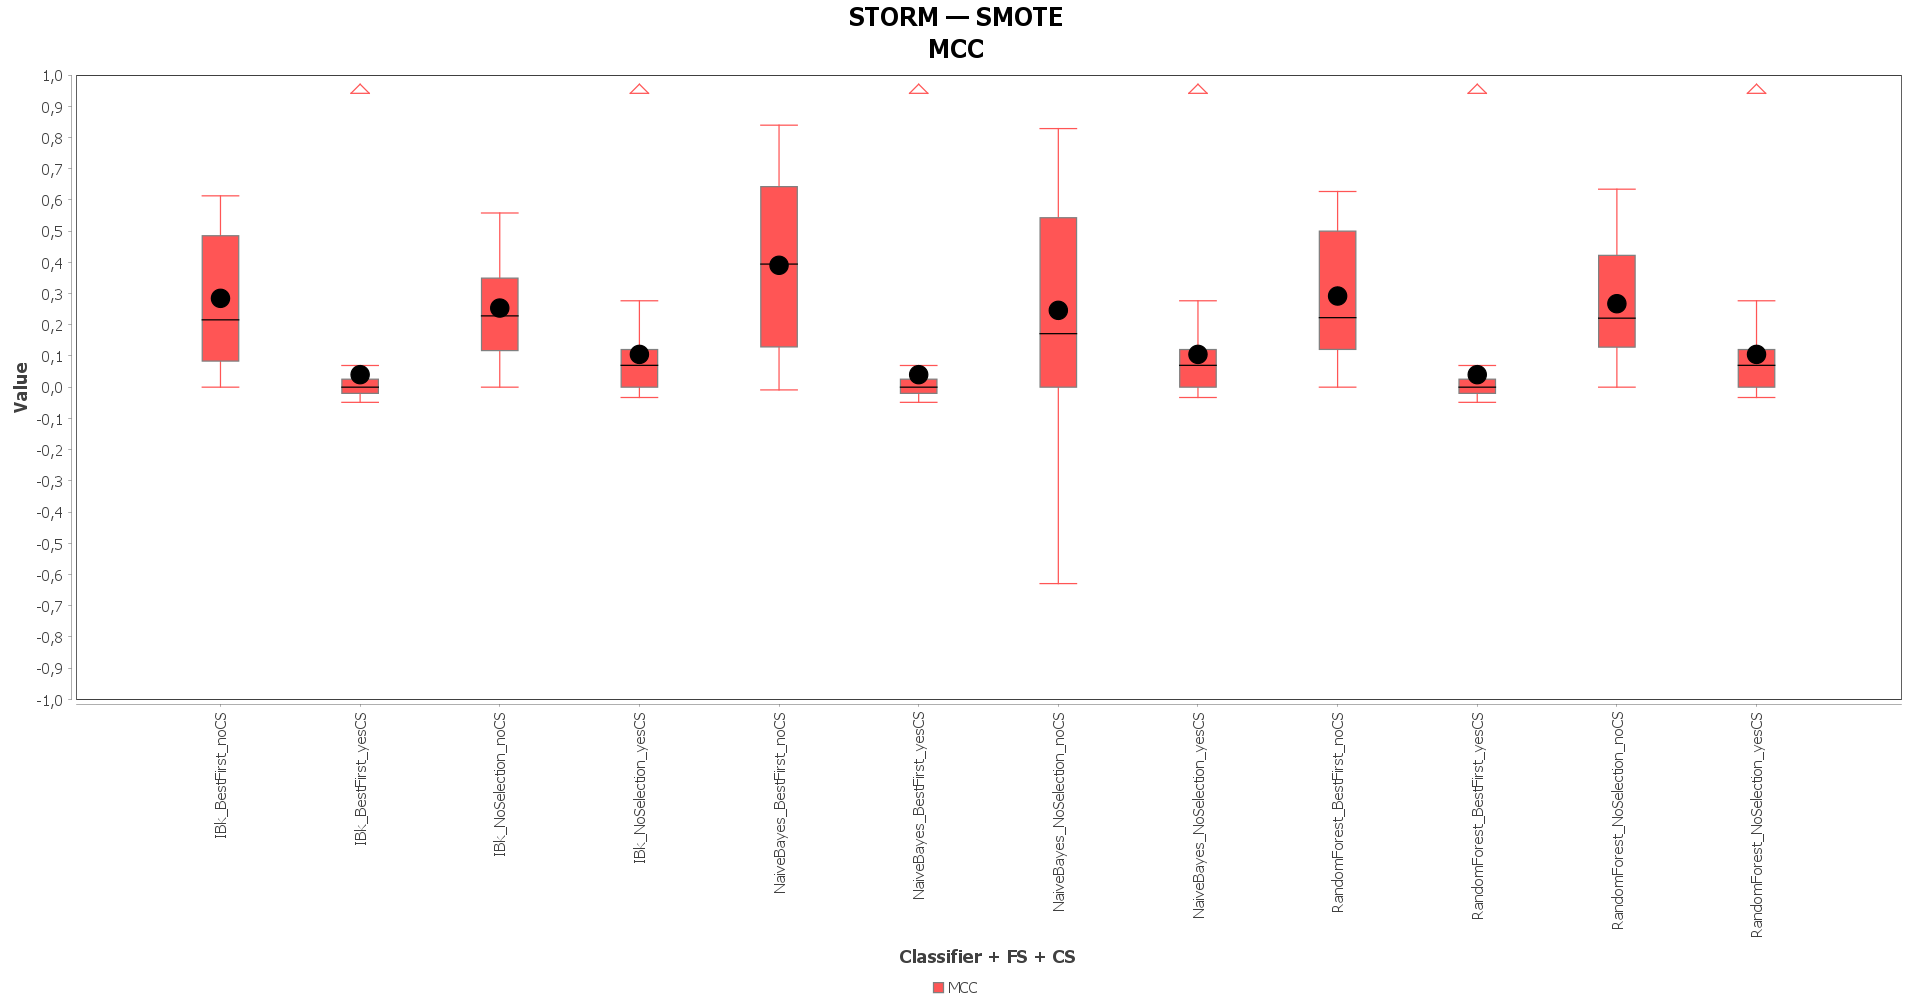 STORM — SMOTE
MCC
1,0
0,9
0,8
0,7
0,6
0,5
0,4
0,3
0,2
0,1
0,0
-0,1
-0,2
-0,3
-0,4
-0,5
-0,6
-0,7
-0,8
-0,9
-1,0
Value
IBk_BestFirst_noCS
IBk_BestFirst_yesCS
IBk_NoSelection_noCS
IBk_NoSelection_yesCS
NaiveBayes_BestFirst_noCS
NaiveBayes_BestFirst_yesCS
NaiveBayes_NoSelection_noCS
NaiveBayes_NoSelection_yesCS
RandomForest_BestFirst_noCS
RandomForest_BestFirst_yesCS
RandomForest_NoSelection_noCS
RandomForest_NoSelection_yesCS
Classifier + FS + CS
MCC